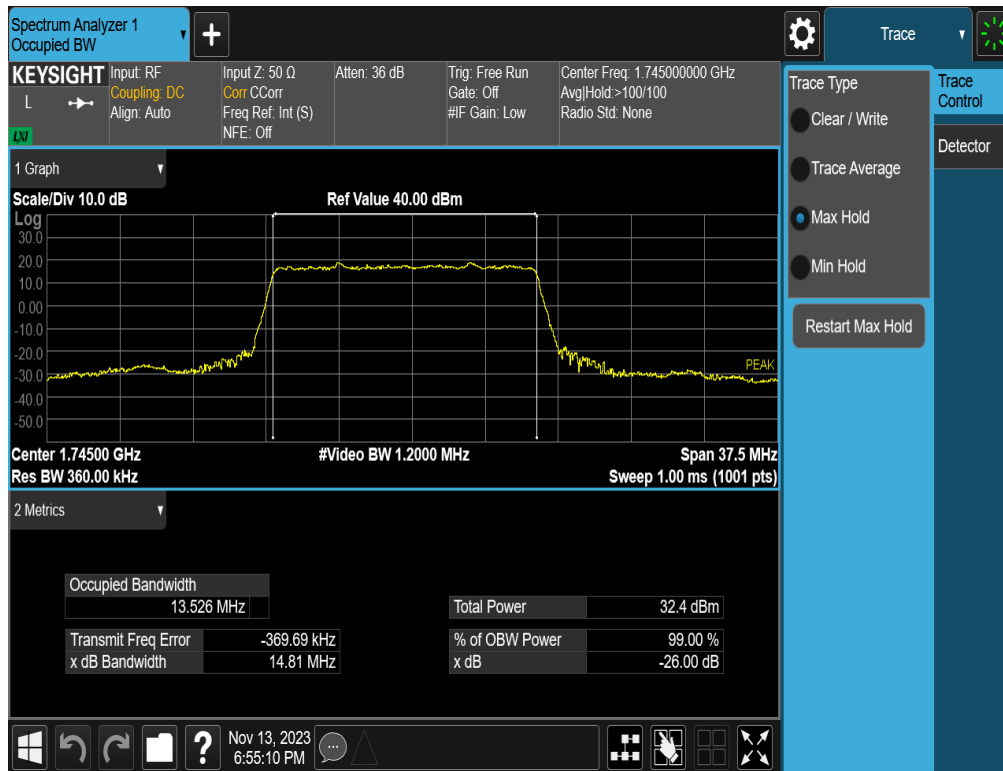 Spectrum Analyzer 1
Occupied BW
+
Trace
KEYSIGHT
L
LXI
Input: RF
Coupling: DC
Align: Auto
Input Z: 50 Ω
Corr CCorr
Freq Ref: Int (S)
NFE: Off
Atten: 36 dB
Trig: Free Run
Gate: Off
#IF Gain: Low
Center Freq: 1.745000000 GHz
Avg|Hold:>100/100
Radio Std: None
Trace Type
Clear / Write
Trace Average
Max Hold
Min Hold
Restart Max Hold
Trace
Control
Detector
1 Graph
Scale/Div 10.0 dB
Ref Value 40.00 dBm
Log
30.0
20.0
10.0
0.00
-10.0
-20.0
-30.0
-40.0
-50.0
PEAK
Center 1.74500 GHz
#Video BW 1.2000 MHz
Span 37.5 MHz
Res BW 360.00 kHz
Sweep 1.00 ms (1001 pts)
2 Metrics
Occupied Bandwidth
13.526 MHz
Total Power 32.4 dBm
Transmit Freq Error -369.69 kHz
% of OBW Power 99.00 %
x dB Bandwidth 14.81 MHz
x dB -26.00 dB
?
Nov 13, 2023
6:55:10 PM